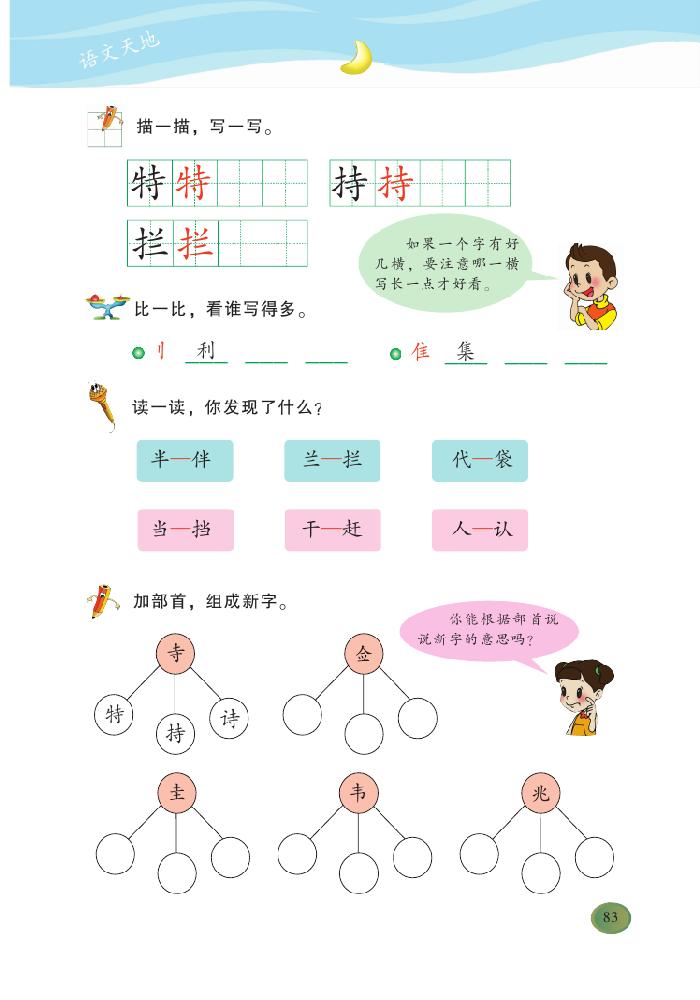 语文天地
描一描，写一写。
特 特 持 持
拦 拦
如果一个字有好
几横，要注意哪一横
写长一点才好看。
比一比，看谁写得多。
刂 利 隹 集
读一读，你发现了什么？
半—伴 兰—拦 代—袋
当—挡 干—赶 人—认
加部首，组成新字。
你能根据部首说
说新字的意思吗？
寺 佥
特 持 诗
圭 韦 兆
83